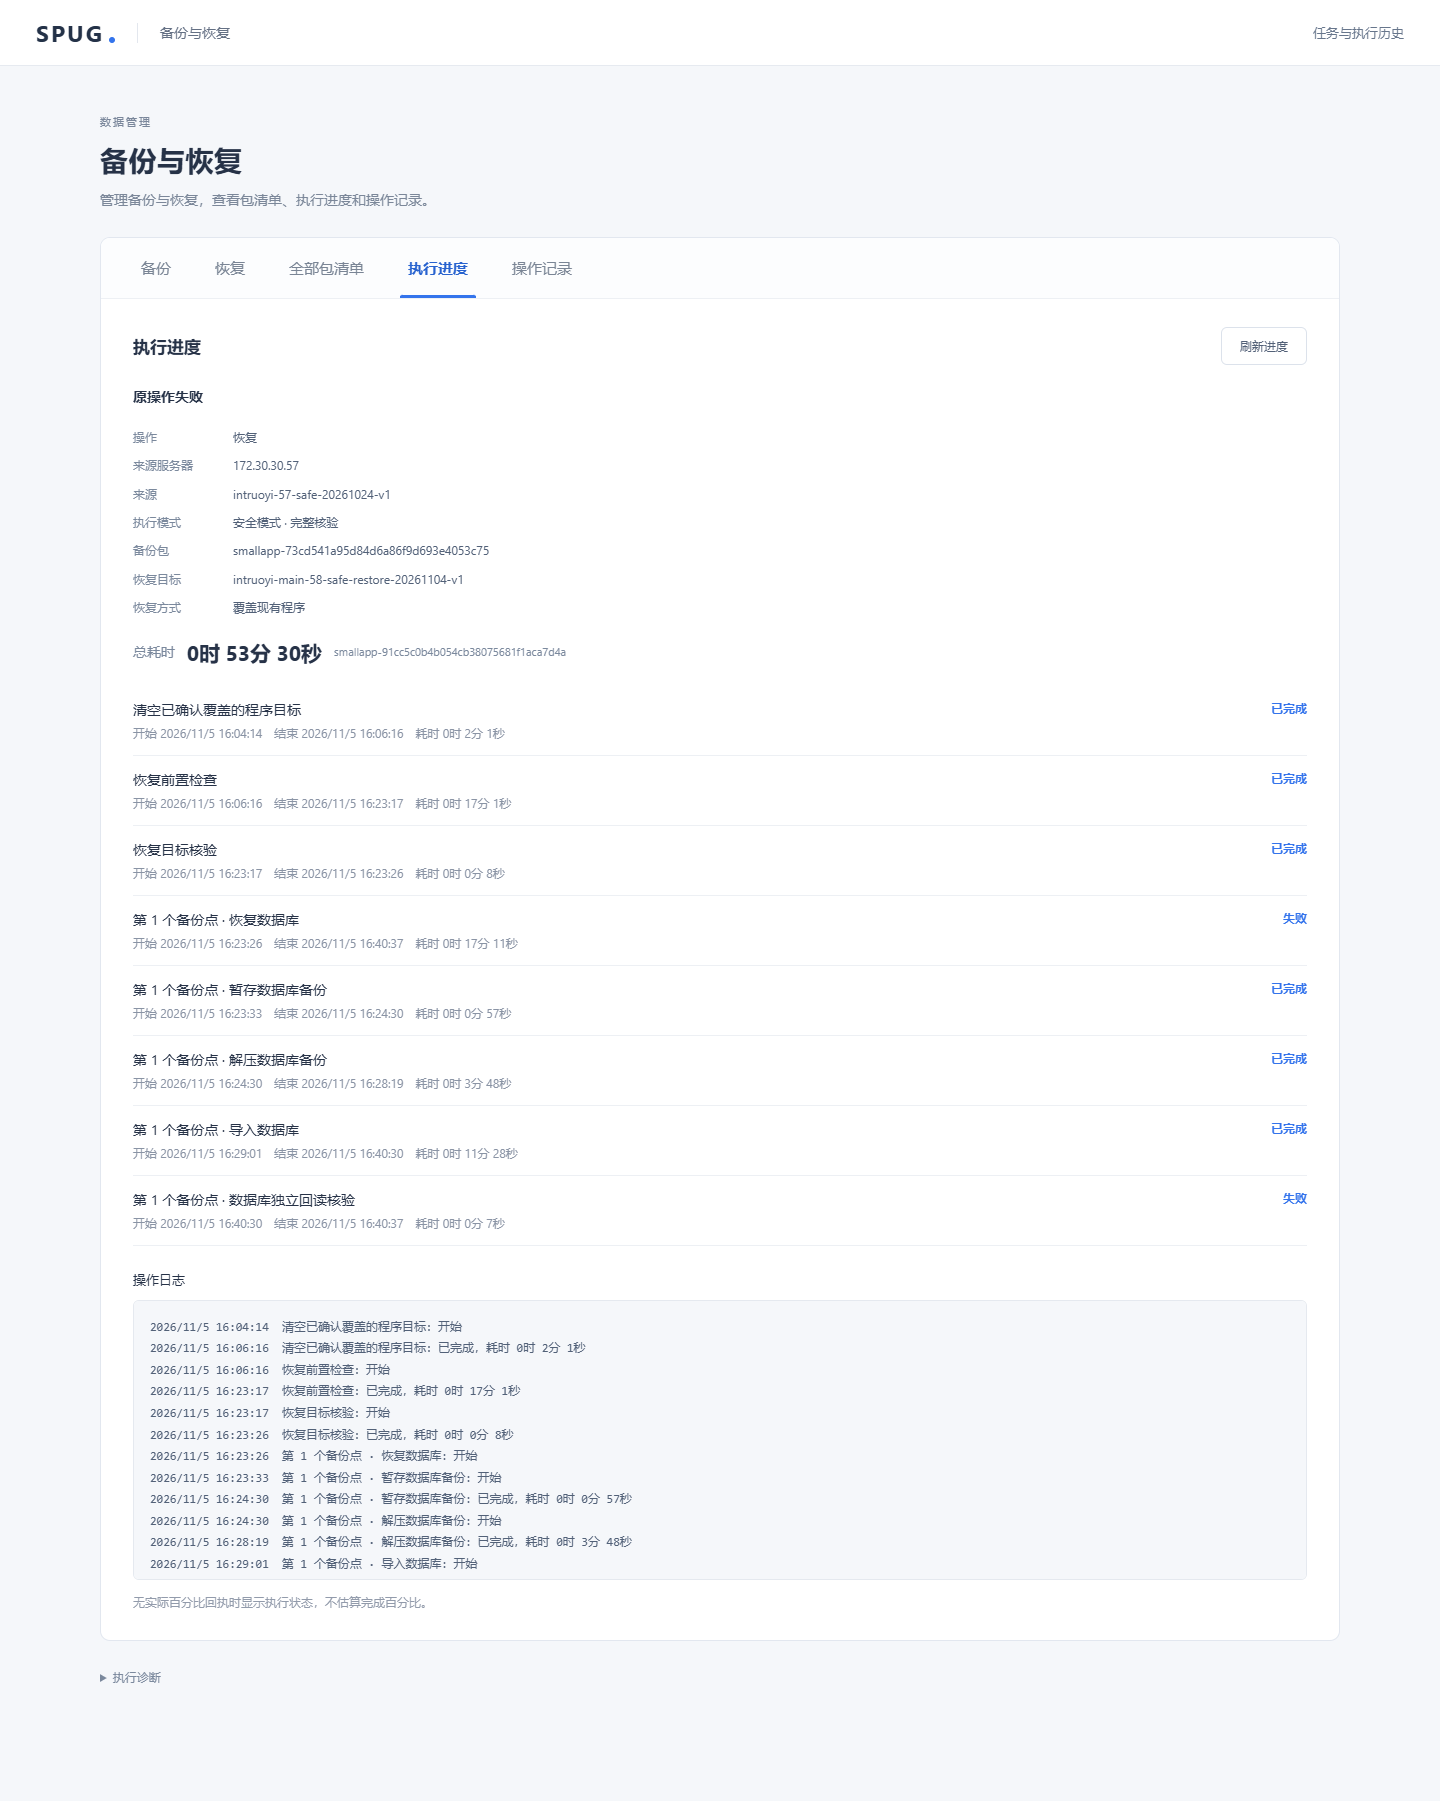 SPUG.
备份与恢复
任务与执行历史
数据管理
备份与恢复
管理备份与恢复，查看包清单、执行进度和操作记录。
备份
恢复
全部包清单
执行进度
操作记录
执行进度
刷新进度
原操作失败
操作 恢复
来源服务器 172.30.30.57
来源 intruoyi-57-safe-20261024-v1
执行模式 安全模式 · 完整核验
备份包 smallapp-73cd541a95d84d6a86f9d693e4053c75
恢复目标 intruoyi-main-58-safe-restore-20261104-v1
恢复方式 覆盖现有程序
总耗时 0时 53分 30秒 smallapp-91cc5c0b4b054cb38075681f1aca7d4a
清空已确认覆盖的程序目标 已完成
开始 2026/11/5 16:04:14 结束 2026/11/5 16:06:16 耗时 0时 2分 1秒
恢复前置检查 已完成
开始 2026/11/5 16:06:16 结束 2026/11/5 16:23:17 耗时 0时 17分 1秒
恢复目标核验 已完成
开始 2026/11/5 16:23:17 结束 2026/11/5 16:23:26 耗时 0时 0分 8秒
第 1 个备份点 · 恢复数据库 失败
开始 2026/11/5 16:23:26 结束 2026/11/5 16:40:37 耗时 0时 17分 11秒
第 1 个备份点 · 暂存数据库备份 已完成
开始 2026/11/5 16:23:33 结束 2026/11/5 16:24:30 耗时 0时 0分 57秒
第 1 个备份点 · 解压数据库备份 已完成
开始 2026/11/5 16:24:30 结束 2026/11/5 16:28:19 耗时 0时 3分 48秒
第 1 个备份点 · 导入数据库 已完成
开始 2026/11/5 16:29:01 结束 2026/11/5 16:40:30 耗时 0时 11分 28秒
第 1 个备份点 · 数据库独立回读核验 失败
开始 2026/11/5 16:40:30 结束 2026/11/5 16:40:37 耗时 0时 0分 7秒
操作日志
2026/11/5 16:04:14 清空已确认覆盖的程序目标: 开始
2026/11/5 16:06:16 清空已确认覆盖的程序目标: 已完成，耗时 0时 2分 1秒
2026/11/5 16:06:16 恢复前置检查: 开始
2026/11/5 16:23:17 恢复前置检查: 已完成，耗时 0时 17分 1秒
2026/11/5 16:23:17 恢复目标核验: 开始
2026/11/5 16:23:26 恢复目标核验: 已完成，耗时 0时 0分 8秒
2026/11/5 16:23:26 第 1 个备份点 · 恢复数据库: 开始
2026/11/5 16:23:33 第 1 个备份点 · 暂存数据库备份: 开始
2026/11/5 16:24:30 第 1 个备份点 · 暂存数据库备份: 已完成，耗时 0时 0分 57秒
2026/11/5 16:24:30 第 1 个备份点 · 解压数据库备份: 开始
2026/11/5 16:28:19 第 1 个备份点 · 解压数据库备份: 已完成，耗时 0时 3分 48秒
2026/11/5 16:29:01 第 1 个备份点 · 导入数据库: 开始
无实际百分比回执时显示执行状态，不估算完成百分比。
执行诊断